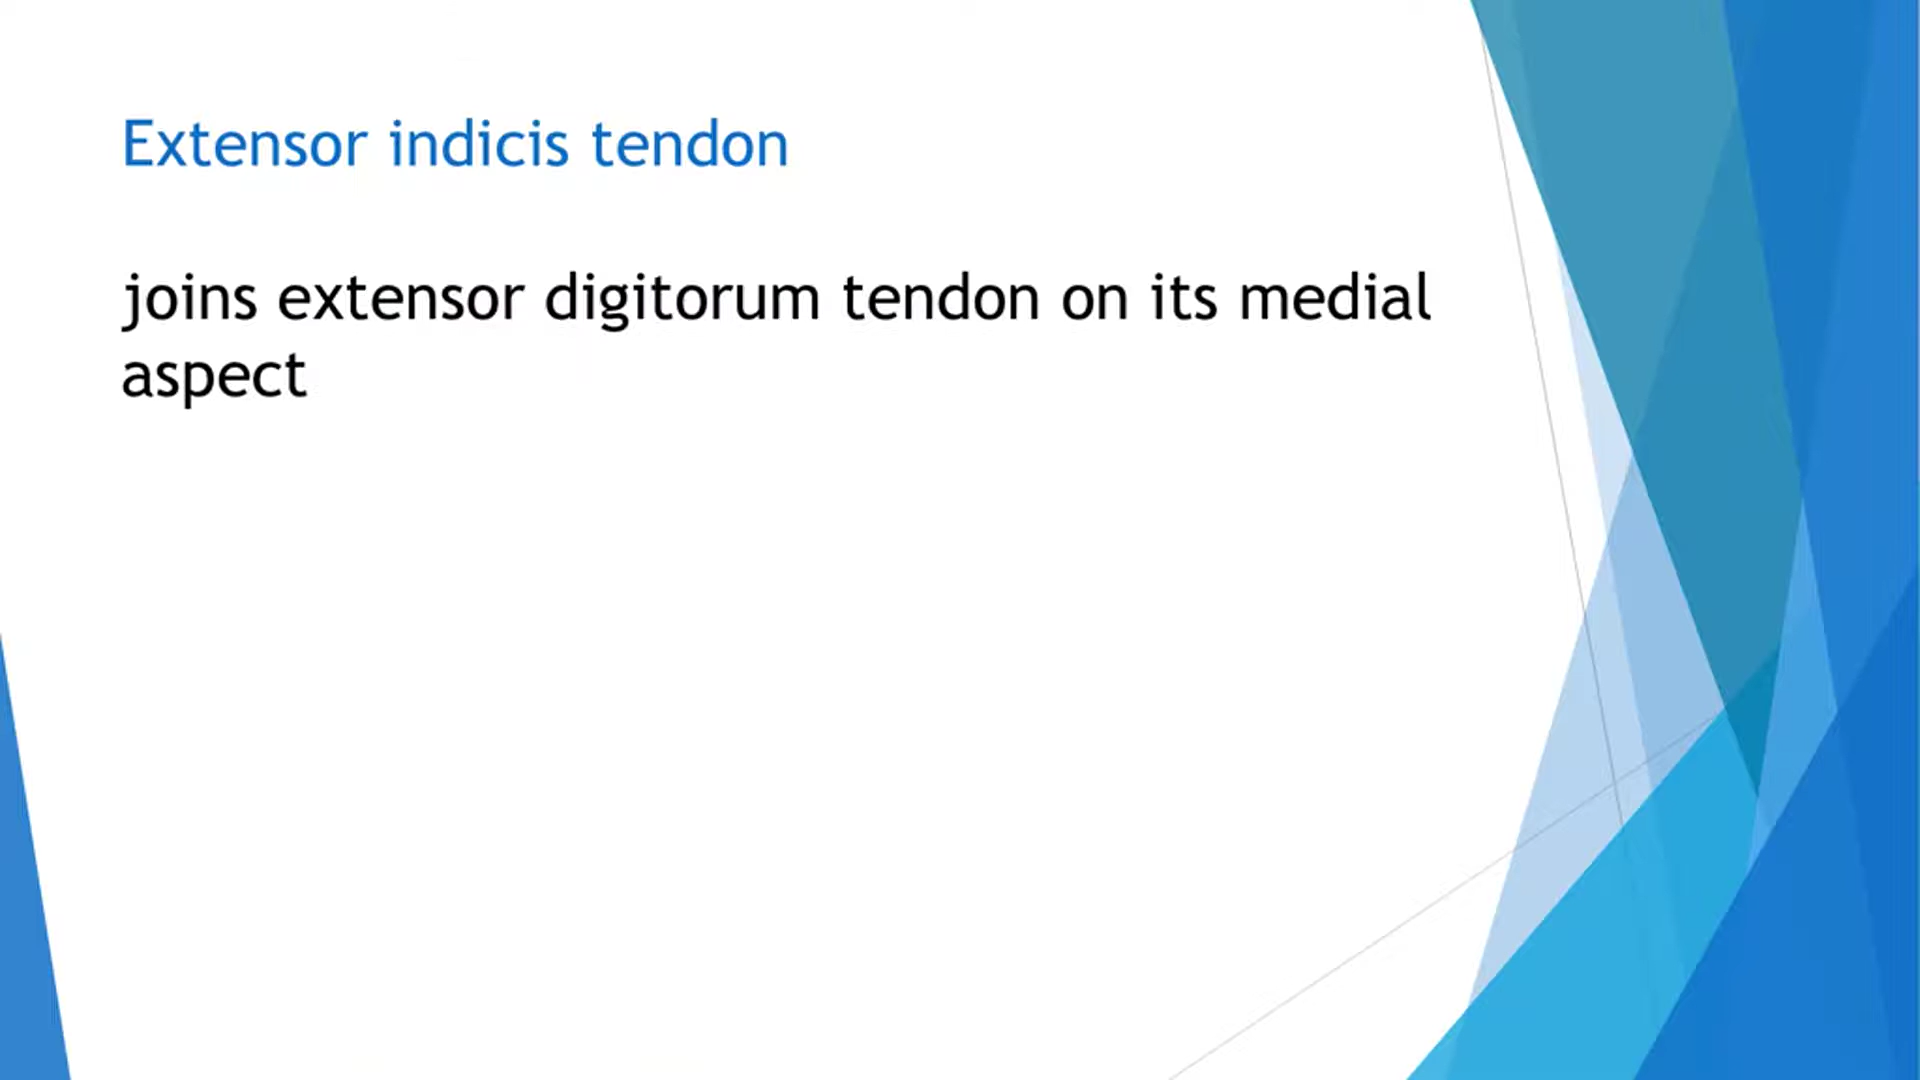 Extensor indicis tendon
joins extensor digitorum tendon on its medial
aspect